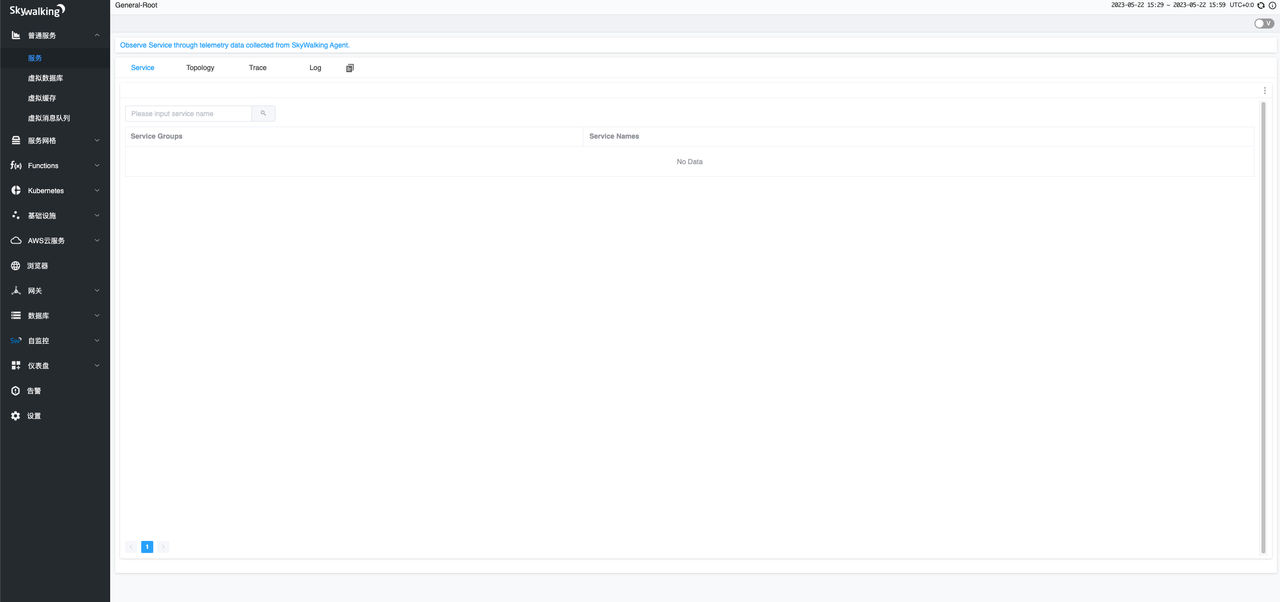 Skywalking
普通服务
服务
虚拟数据库
虚拟缓存
虚拟消息队列
服务网格
f(x) Functions
Kubernetes
基础设施
AWS云服务
浏览器
网关
数据库
Sw 自监控
仪表盘
告警
设置
General-Root
2023-05-22 15:29 ~ 2023-05-22 15:59 UTC+0:0
V
Observe Service through telemetry data collected from SkyWalking Agent.
Service Topology Trace Log
Please input service name
Service Groups Service Names
No Data
< 1 >